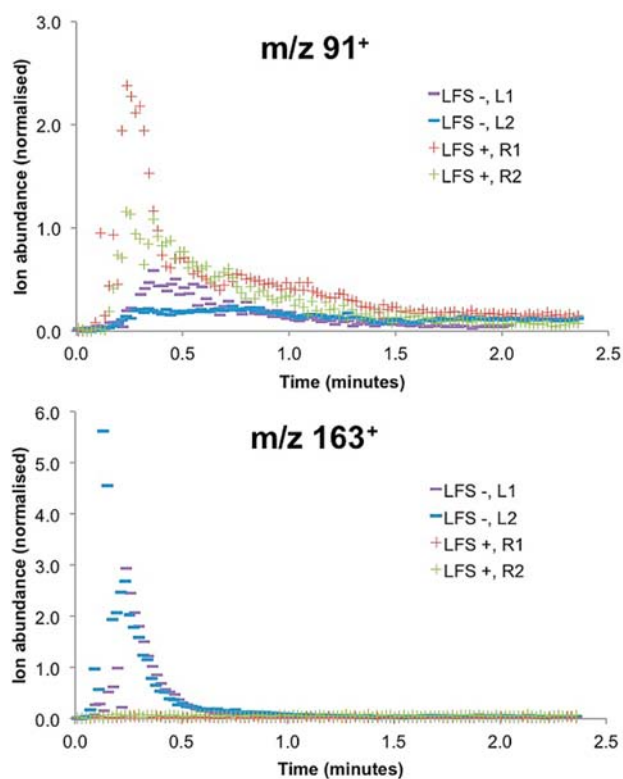 m/z 91⁺
Ion abundance (normalised)
3.0
2.0
1.0
0.0
LFS -, L1
LFS -, L2
LFS +, R1
LFS +, R2
0.0 0.5 1.0 1.5 2.0 2.5
Time (minutes)
m/z 163⁺
Ion abundance (normalised)
6.0
5.0
4.0
3.0
2.0
1.0
0.0
LFS -, L1
LFS -, L2
LFS +, R1
LFS +, R2
0.0 0.5 1.0 1.5 2.0 2.5
Time (minutes)